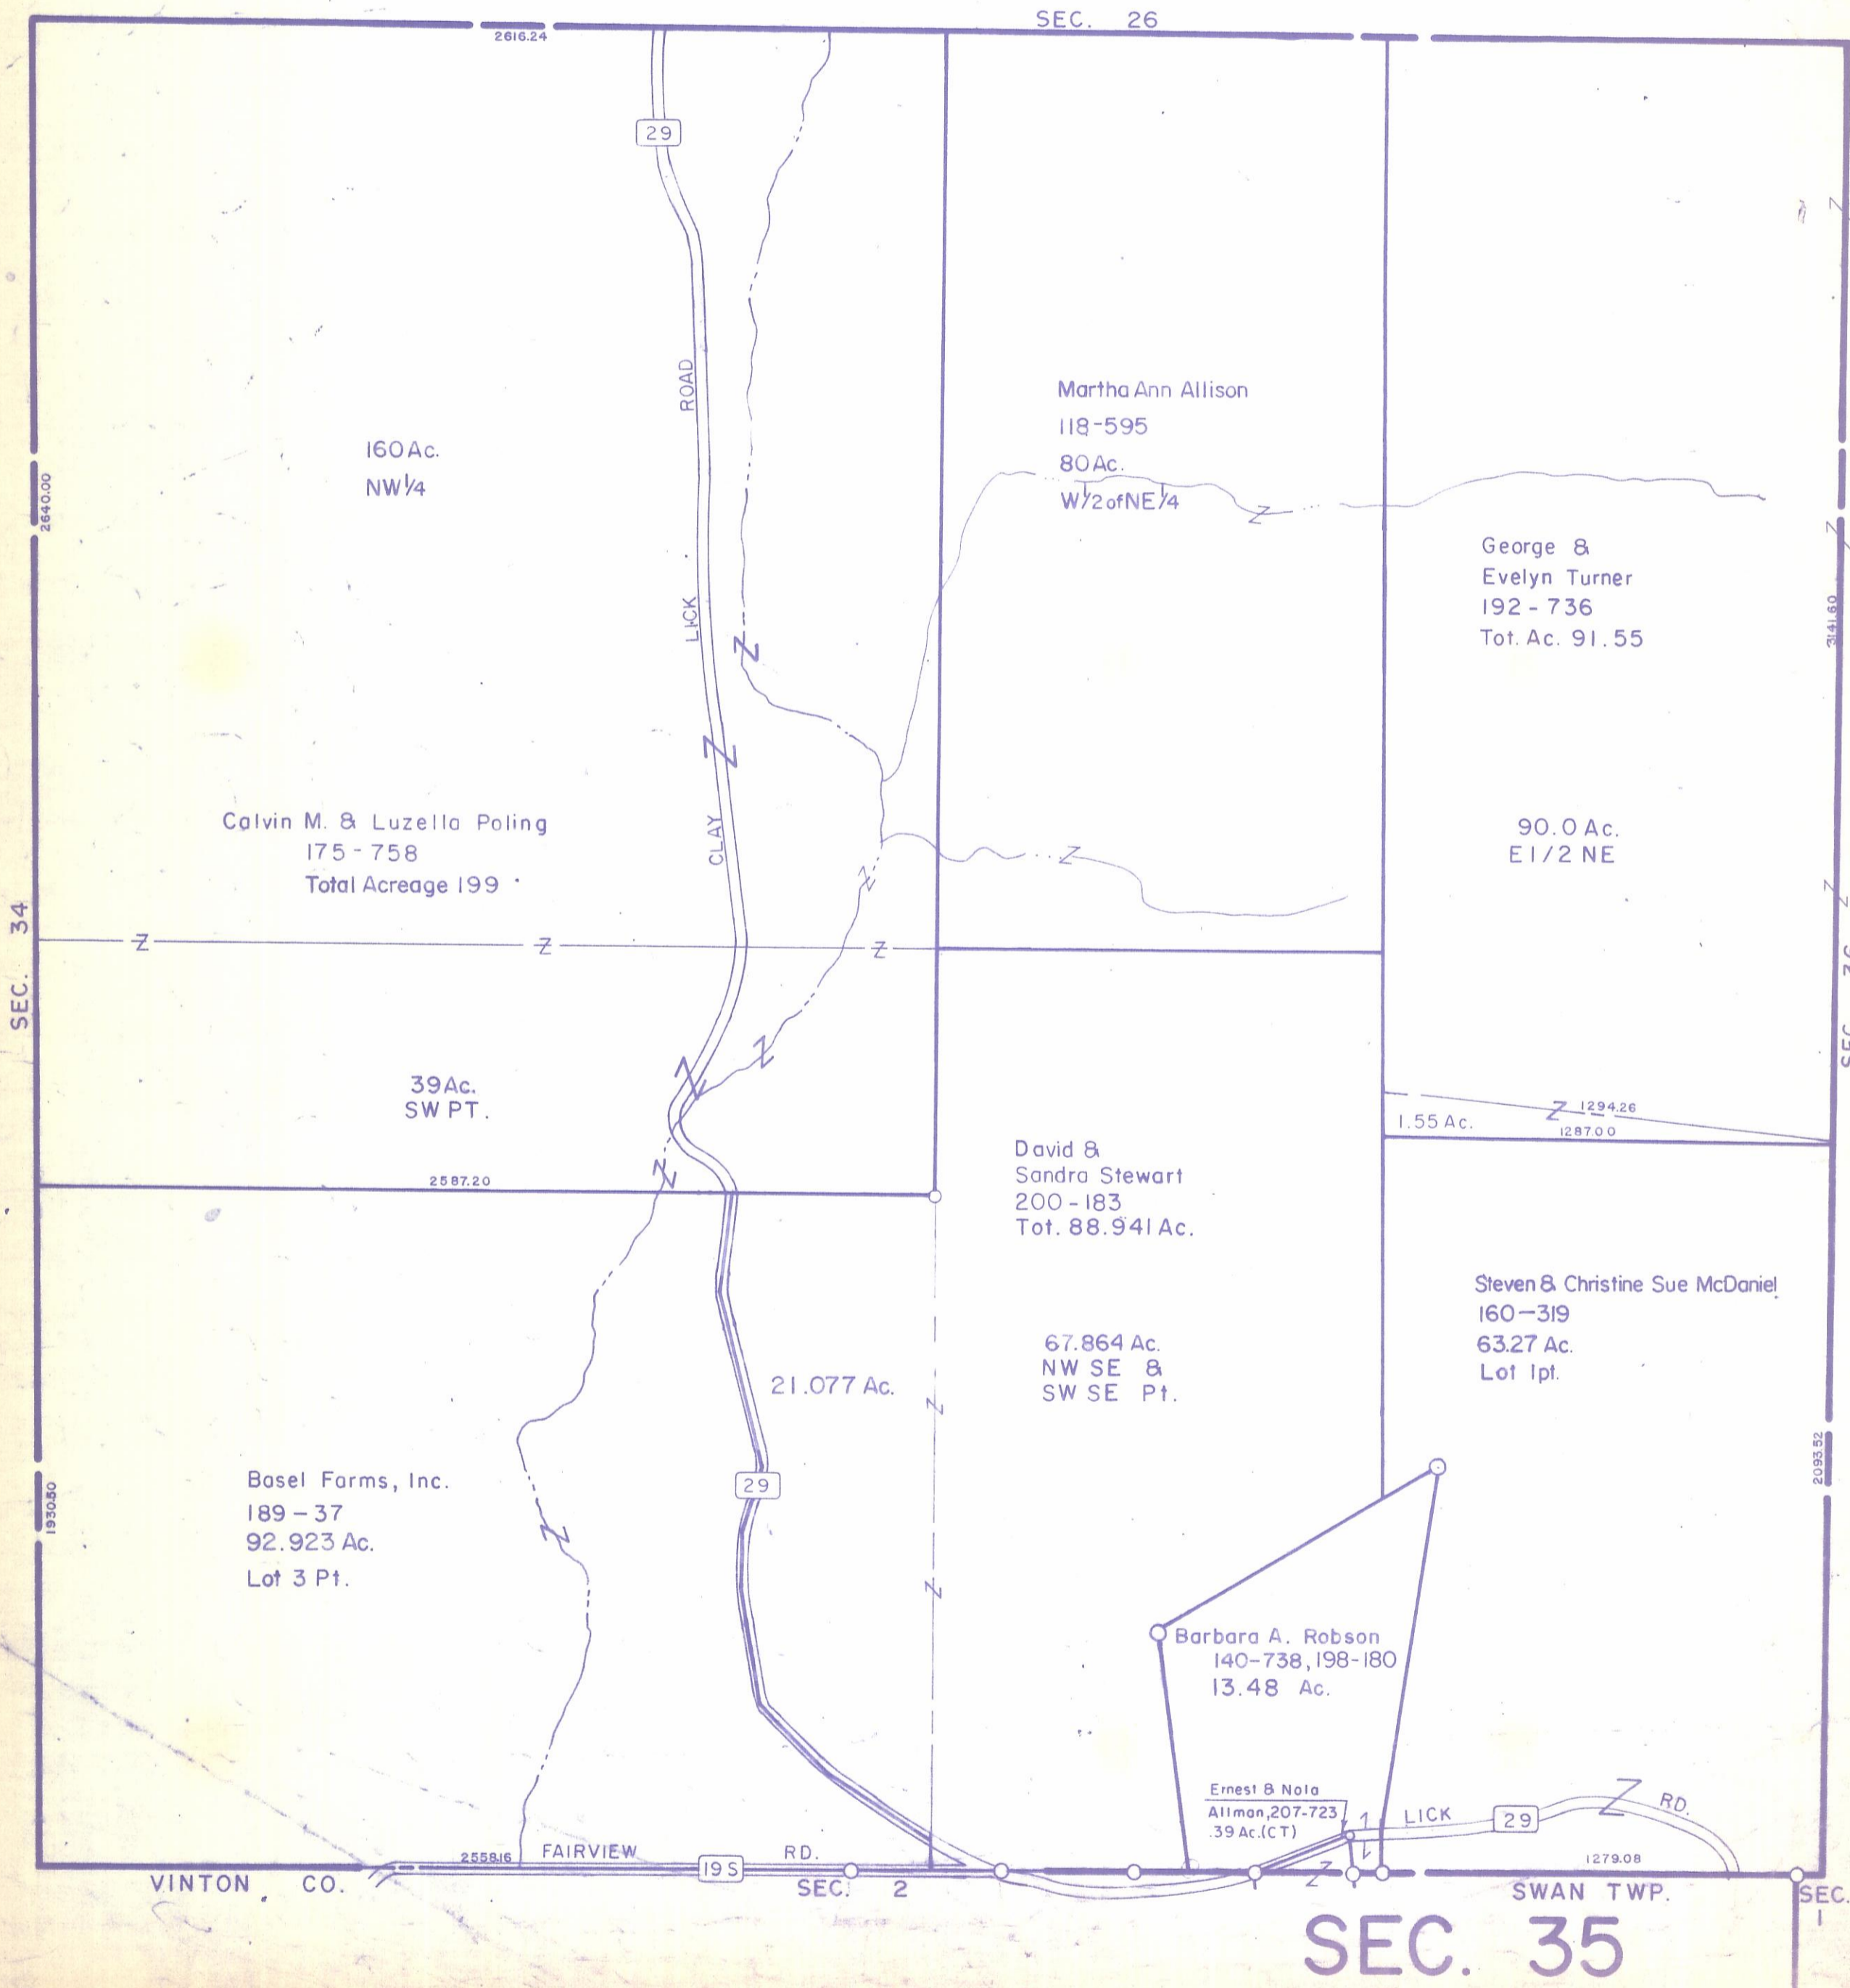 SEC. 26
2616.24
29
ROAD
LICK
CLAY
160 Ac.
NW 1/4
2640.00
Martha Ann Allison
118-595
80 Ac.
W 1/2 of NE 1/4
George &
Evelyn Turner
192-736
Tot. Ac. 91.55
3141.60
90.0 Ac.
E 1/2 NE
Calvin M. & Luzella Poling
175-758
Total Acreage 199
SEC. 34
39 Ac.
SW PT.
2587.20
1294.26
1.55 Ac.
1287.00
David &
Sandra Stewart
200-183
Tot. 88.941 Ac.
67.864 Ac.
NW SE &
SW SE Pt.
Steven & Christine Sue McDaniel
160-319
63.27 Ac.
Lot 1pt.
21.077 Ac.
29
2093.52
1930.50
Basel Farms, Inc.
189-37
92.923 Ac.
Lot 3 Pt.
Barbara A. Robson
140-738, 198-180
13.48 Ac.
Ernest & Nola
Allman, 207-723
.39 Ac. (CT)
LICK
29
RD.
2558.16
FAIRVIEW
19 S
RD.
1279.08
VINTON CO.
SEC. 2
SWAN TWP.
SEC.
1
SEC. 35